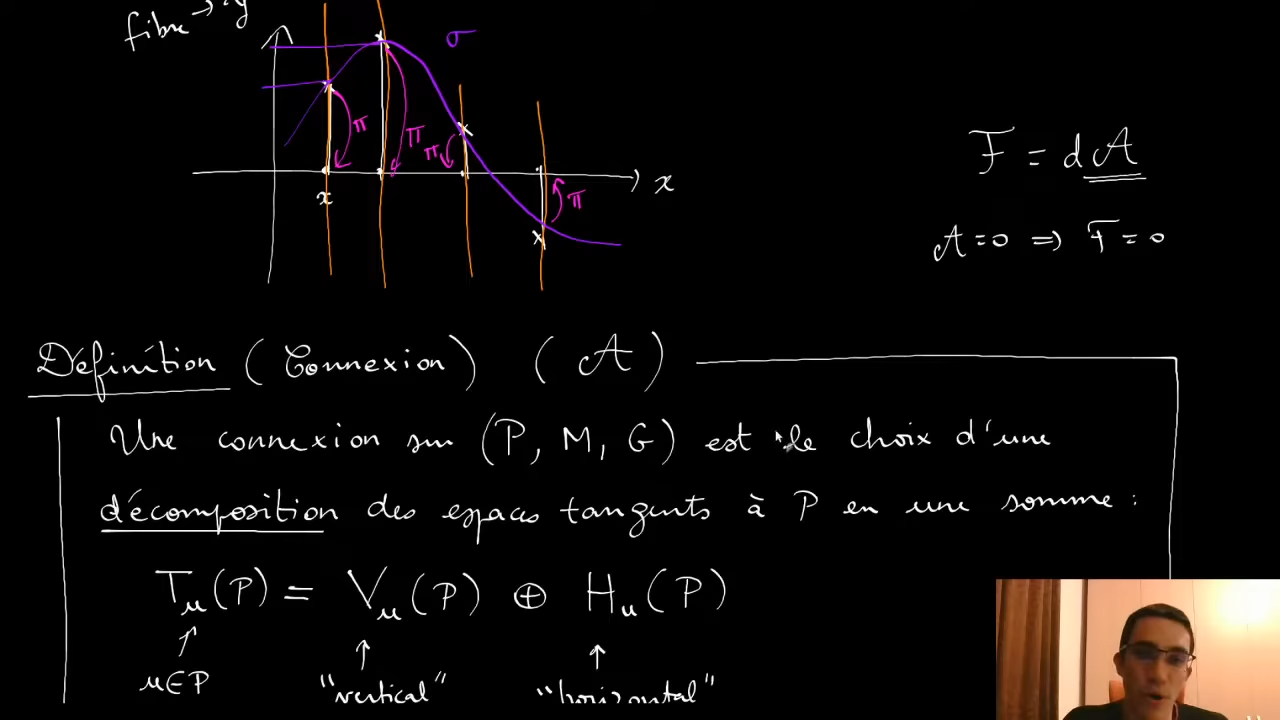 fibre → y
σ
π
π
π
π
x
x
F = dA
A = 0 ⇒ F = 0
Définition (Connexion) (A)
Une connexion sur (P, M, G) est le choix d'une
décomposition des espaces tangents à P en une somme :
Tᵤ(P) = Vᵤ(P) ⊕ Hᵤ(P)
↑ ↑ ↑
u∈P "vertical" "horizontal"